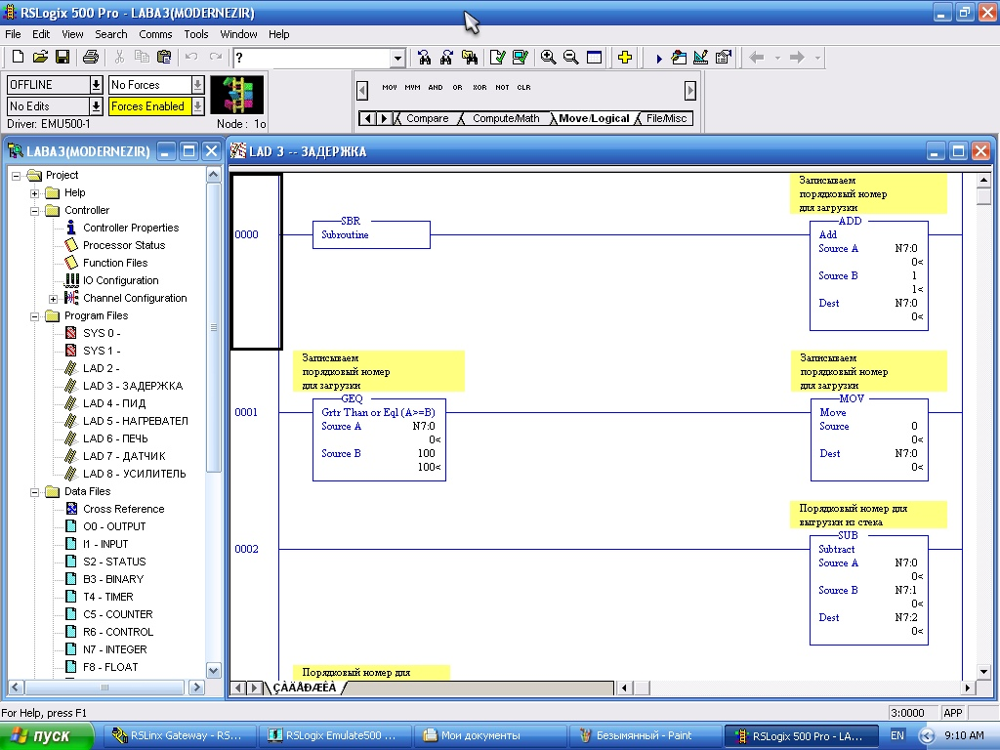 RSLogix 500 Pro - LABA3(MODERNEZIR)
File Edit View Search Comms Tools Window Help
?
OFFLINE No Forces
No Edits Forces Enabled
Driver: EMU500-1 Node : 1o
MOV MVM AND OR XOR NOT CLR
Compare Compute/Math Move/Logical File/Misc
LABA3(MODERNEZIR)
Project
Help
Controller
Controller Properties
Processor Status
Function Files
IO Configuration
Channel Configuration
Program Files
SYS 0 -
SYS 1 -
LAD 2 -
LAD 3 - ЗАДЕРЖКА
LAD 4 - ПИД
LAD 5 - НАГРЕВАТЕЛ
LAD 6 - ПЕЧЬ
LAD 7 - ДАТЧИК
LAD 8 - УСИЛИТЕЛЬ
Data Files
Cross Reference
O0 - OUTPUT
I1 - INPUT
S2 - STATUS
B3 - BINARY
T4 - TIMER
C5 - COUNTER
R6 - CONTROL
N7 - INTEGER
F8 - FLOAT
LAD 3 -- ЗАДЕРЖКА
Записываем
порядковый номер
для загрузки
0000
SBR
Subroutine
ADD
Add
Source A N7:0
0<
Source B 1
1<
Dest N7:0
0<
Записываем
порядковый номер
для загрузки
Записываем
порядковый номер
для загрузки
0001
GEQ
Grtr Than or Eql (A>=B)
Source A N7:0
0<
Source B 100
100<
MOV
Move
Source 0
0<
Dest N7:0
0<
Порядковый номер для
выгрузки из стека
0002
SUB
Subtract
Source A N7:0
0<
Source B N7:1
0<
Dest N7:2
0<
Порядковый номер для
ÇÀÄÅÐÆÊÀ
For Help, press F1
3:0000 APP
пуск
RSLinx Gateway - RS...
RSLogix Emulate500 ...
Мои документы
Безымянный - Paint
RSLogix 500 Pro - LA...
EN
9:10 AM